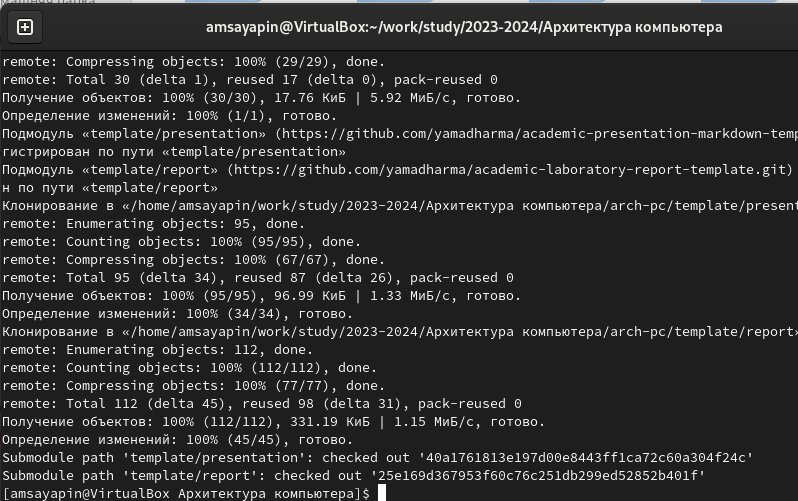 amsayapin@VirtualBox:~/work/study/2023-2024/Архитектура компьютера
remote: Compressing objects: 100% (29/29), done.
remote: Total 30 (delta 1), reused 17 (delta 0), pack-reused 0
Получение объектов: 100% (30/30), 17.76 КиБ | 5.92 МиБ/с, готово.
Определение изменений: 100% (1/1), готово.
Подмодуль «template/presentation» (https://github.com/yamadharma/academic-presentation-markdown-temp
гистрирован по пути «template/presentation»
Подмодуль «template/report» (https://github.com/yamadharma/academic-laboratory-report-template.git)
н по пути «template/report»
Клонирование в «/home/amsayapin/work/study/2023-2024/Архитектура компьютера/arch-pc/template/present
remote: Enumerating objects: 95, done.
remote: Counting objects: 100% (95/95), done.
remote: Compressing objects: 100% (67/67), done.
remote: Total 95 (delta 34), reused 87 (delta 26), pack-reused 0
Получение объектов: 100% (95/95), 96.99 КиБ | 1.33 МиБ/с, готово.
Определение изменений: 100% (34/34), готово.
Клонирование в «/home/amsayapin/work/study/2023-2024/Архитектура компьютера/arch-pc/template/report»
remote: Enumerating objects: 112, done.
remote: Counting objects: 100% (112/112), done.
remote: Compressing objects: 100% (77/77), done.
remote: Total 112 (delta 45), reused 98 (delta 31), pack-reused 0
Получение объектов: 100% (112/112), 331.19 КиБ | 1.15 МиБ/с, готово.
Определение изменений: 100% (45/45), готово.
Submodule path 'template/presentation': checked out '40a1761813e197d00e8443ff1ca72c60a304f24c'
Submodule path 'template/report': checked out '25e169d367953f60c76c251db299ed52852b401f'
[amsayapin@VirtualBox Архитектура компьютера]$